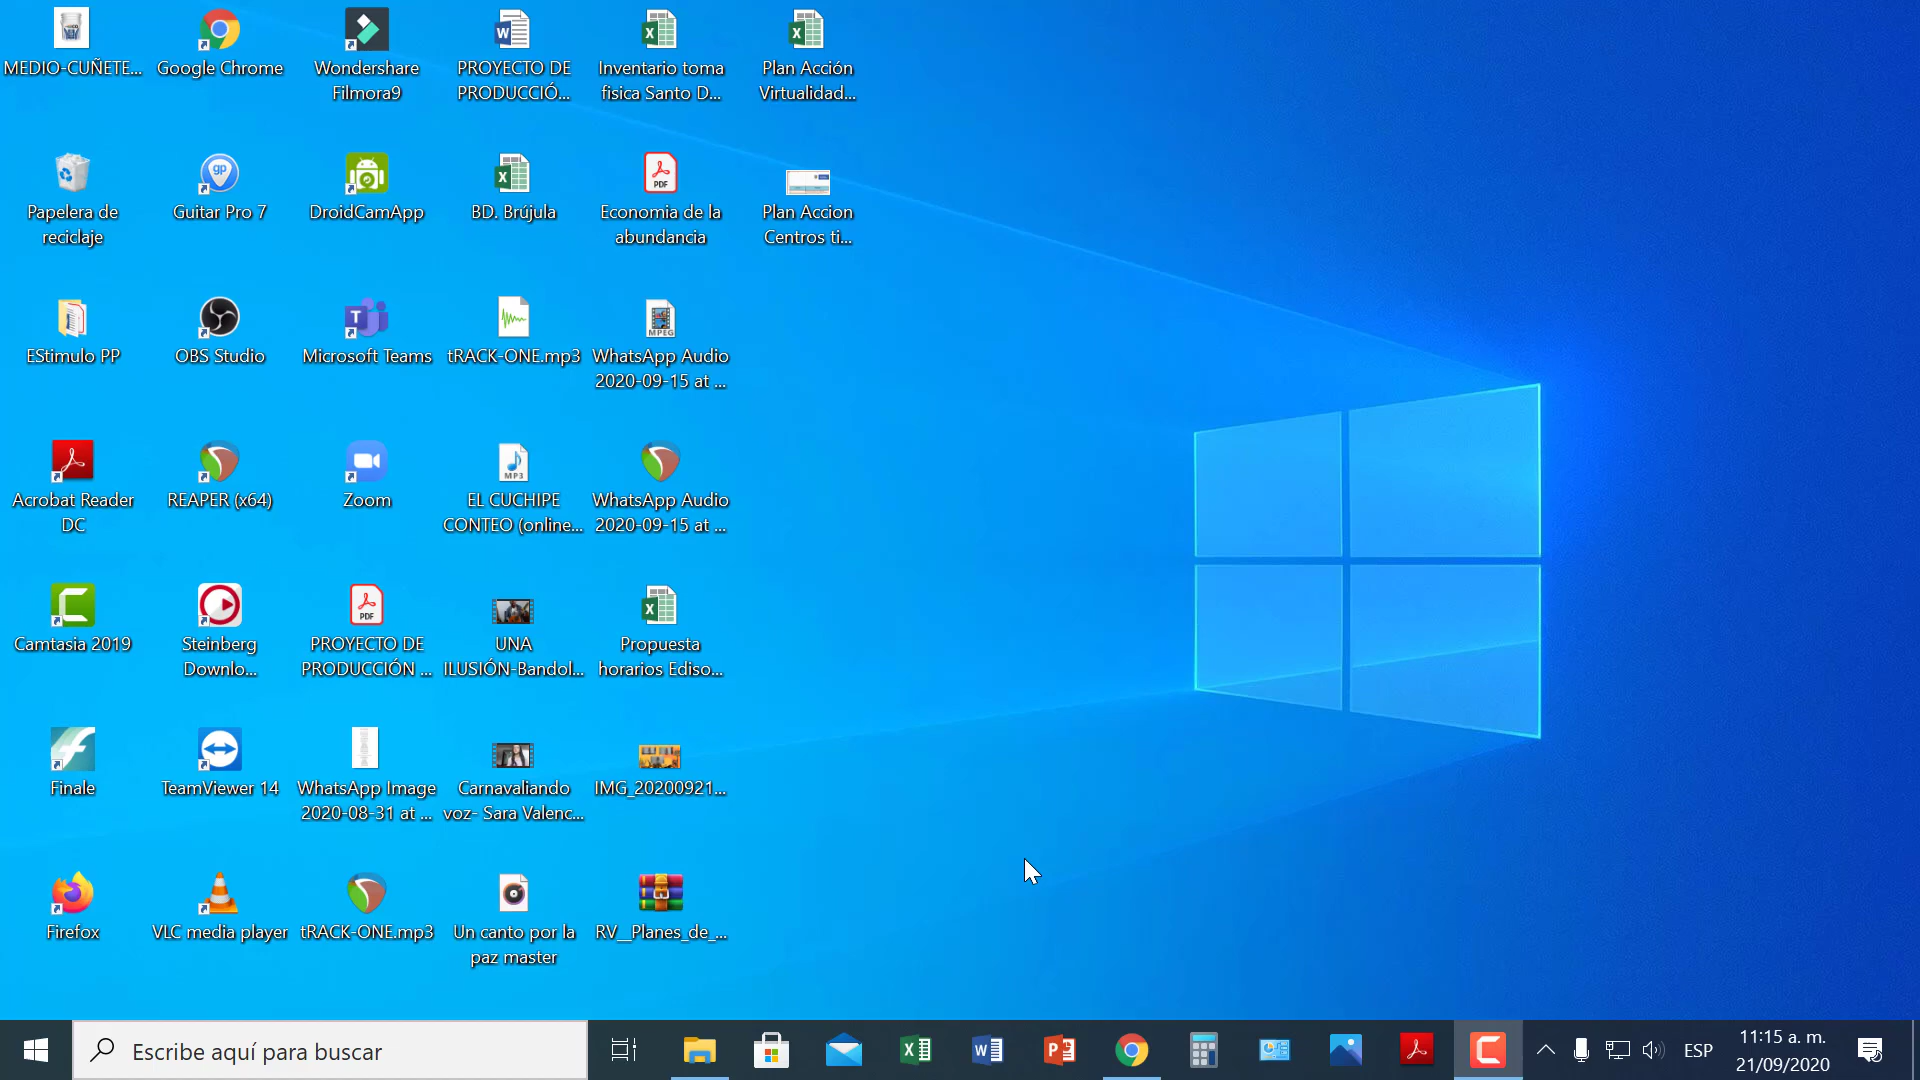 MEDIO-CUÑETE...
Google Chrome
Wondershare
Filmora9
PROYECTO DE
PRODUCCIÓ...
Inventario toma
fisica Santo D...
Plan Acción
Virtualidad...
Papelera de
reciclaje
Guitar Pro 7
DroidCamApp
BD. Brújula
Economia de la
abundancia
Plan Accion
Centros ti...
EStimulo PP
OBS Studio
Microsoft Teams
tRACK-ONE.mp3
WhatsApp Audio
2020-09-15 at ...
Acrobat Reader
DC
REAPER (x64)
Zoom
EL CUCHIPE
CONTEO (online...
WhatsApp Audio
2020-09-15 at ...
Camtasia 2019
Steinberg
Downlo...
PROYECTO DE
PRODUCCIÓN ...
UNA
ILUSIÓN-Bandol...
Propuesta
horarios Ediso...
Finale
TeamViewer 14
WhatsApp Image
2020-08-31 at ...
Carnavaliando
voz- Sara Valenc...
IMG_20200921...
Firefox
VLC media player
tRACK-ONE.mp3
Un canto por la
paz master
RV__Planes_de_...
Escribe aquí para buscar
ESP
11:15 a. m.
21/09/2020